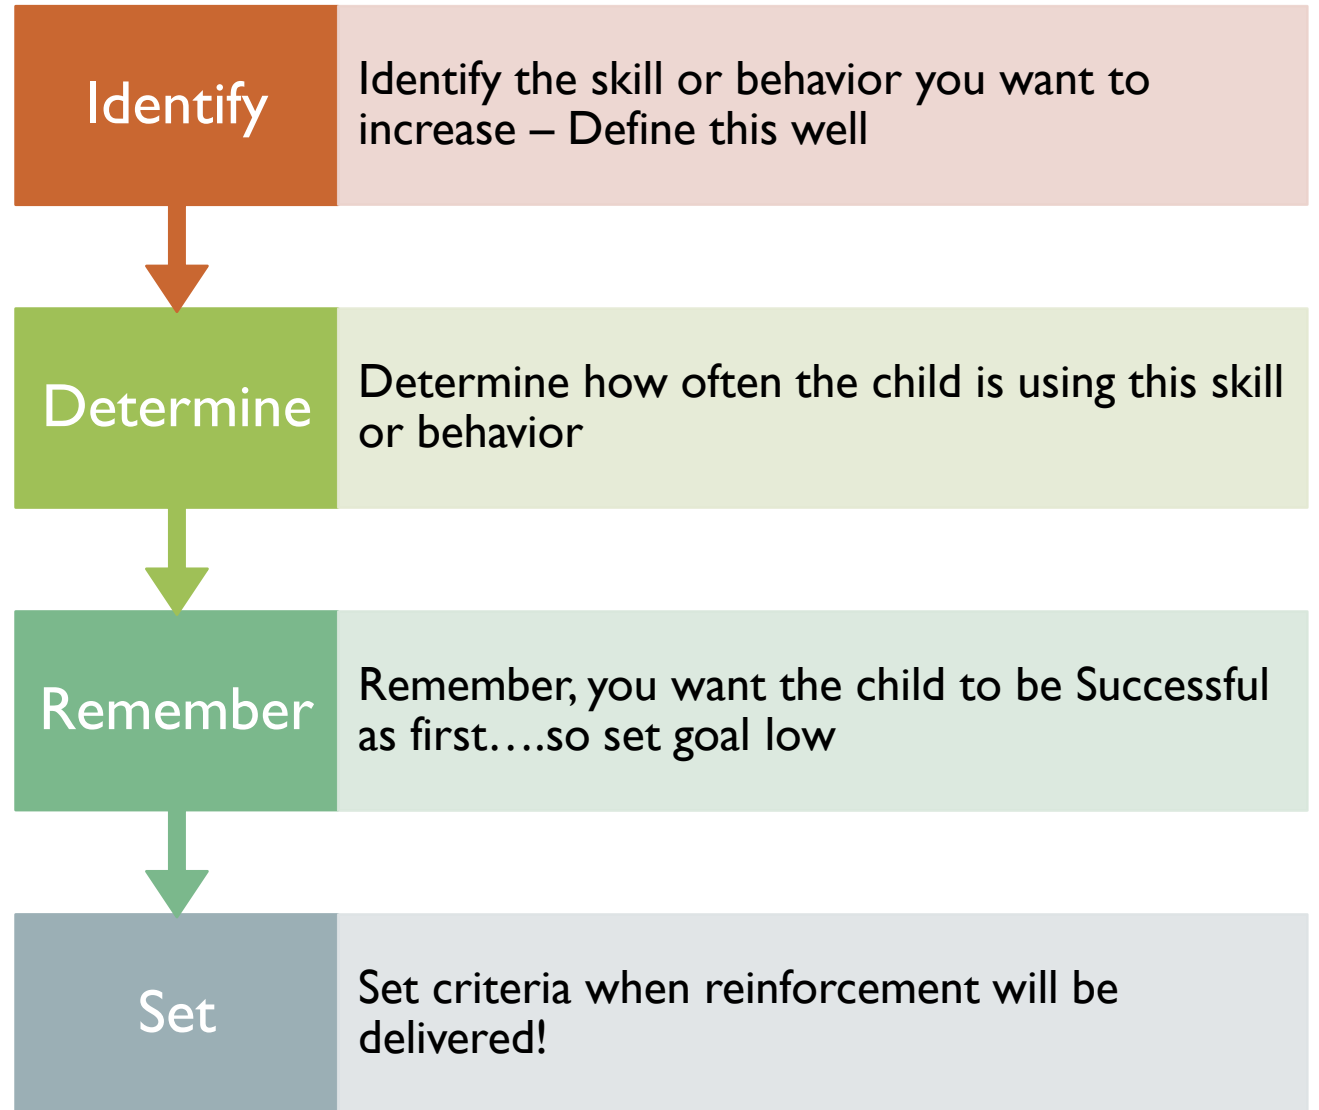 Identify
Identify the skill or behavior you want to
increase – Define this well
Determine
Determine how often the child is using this skill
or behavior
Remember
Remember, you want the child to be Successful
as first….so set goal low
Set
Set criteria when reinforcement will be
delivered!